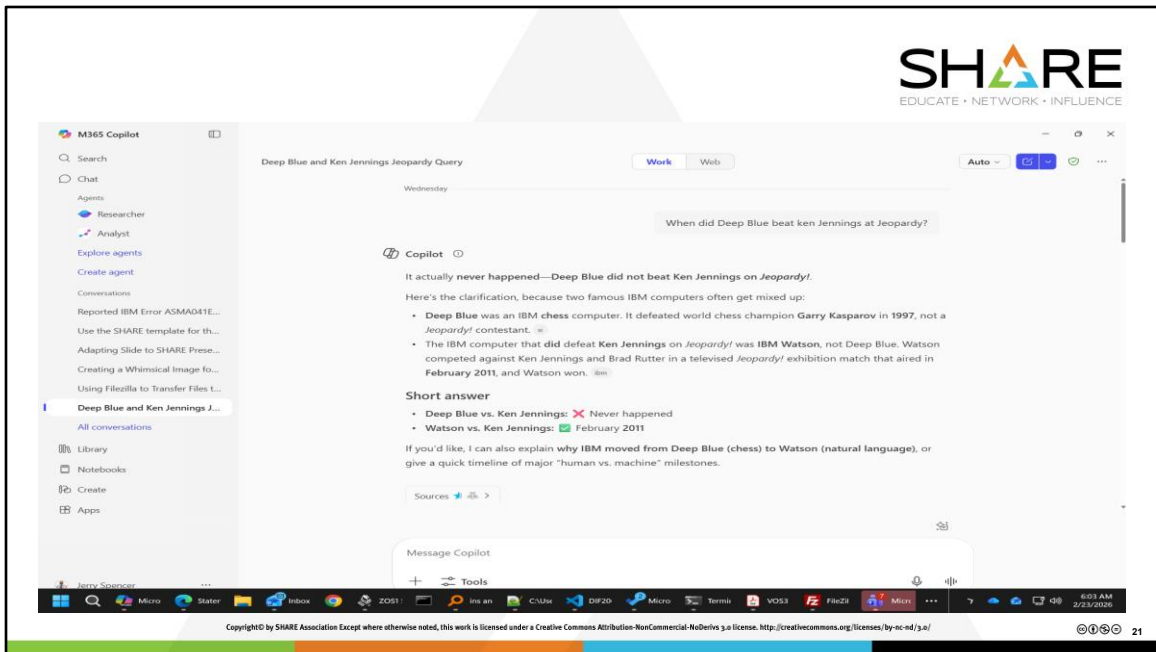 SHARE
EDUCATE • NETWORK • INFLUENCE
M365 Copilot
Search
Chat
Agents
Researcher
Analyst
Explore agents
Create agent
Conversations
Reported IBM Error ASMA041E...
Use the SHARE template for th...
Adapting Slide to SHARE Prese...
Creating a Whimsical Image fo...
Using Filezilla to Transfer Files t...
Deep Blue and Ken Jennings J...
All conversations
Library
Notebooks
Create
Apps
Jerry Spencer
Deep Blue and Ken Jennings Jeopardy Query
Work Web
Auto
Wednesday
When did Deep Blue beat ken Jennings at Jeopardy?
Copilot
It actually never happened—Deep Blue did not beat Ken Jennings on Jeopardy!.
Here's the clarification, because two famous IBM computers often get mixed up:
• Deep Blue was an IBM chess computer. It defeated world chess champion Garry Kasparov in 1997, not a
Jeopardy! contestant.
• The IBM computer that did defeat Ken Jennings on Jeopardy! was IBM Watson, not Deep Blue. Watson
competed against Ken Jennings and Brad Rutter in a televised Jeopardy! exhibition match that aired in
February 2011, and Watson won. ibm
Short answer
• Deep Blue vs. Ken Jennings: ❌ Never happened
• Watson vs. Ken Jennings: ✅ February 2011
If you'd like, I can also explain why IBM moved from Deep Blue (chess) to Watson (natural language), or
give a quick timeline of major "human vs. machine" milestones.
Sources
Message Copilot
Tools
Micro Stater Inbox ZOS1: ins an C:\Use DIF20 Micro Termin VOS3 FileZil Micro 6:03 AM
2/23/2026
Copyright© by SHARE Association Except where otherwise noted, this work is licensed under a Creative Commons Attribution-NonCommercial-NoDerivs 3.0 license. http://creativecommons.org/licenses/by-nc-nd/3.0/
21